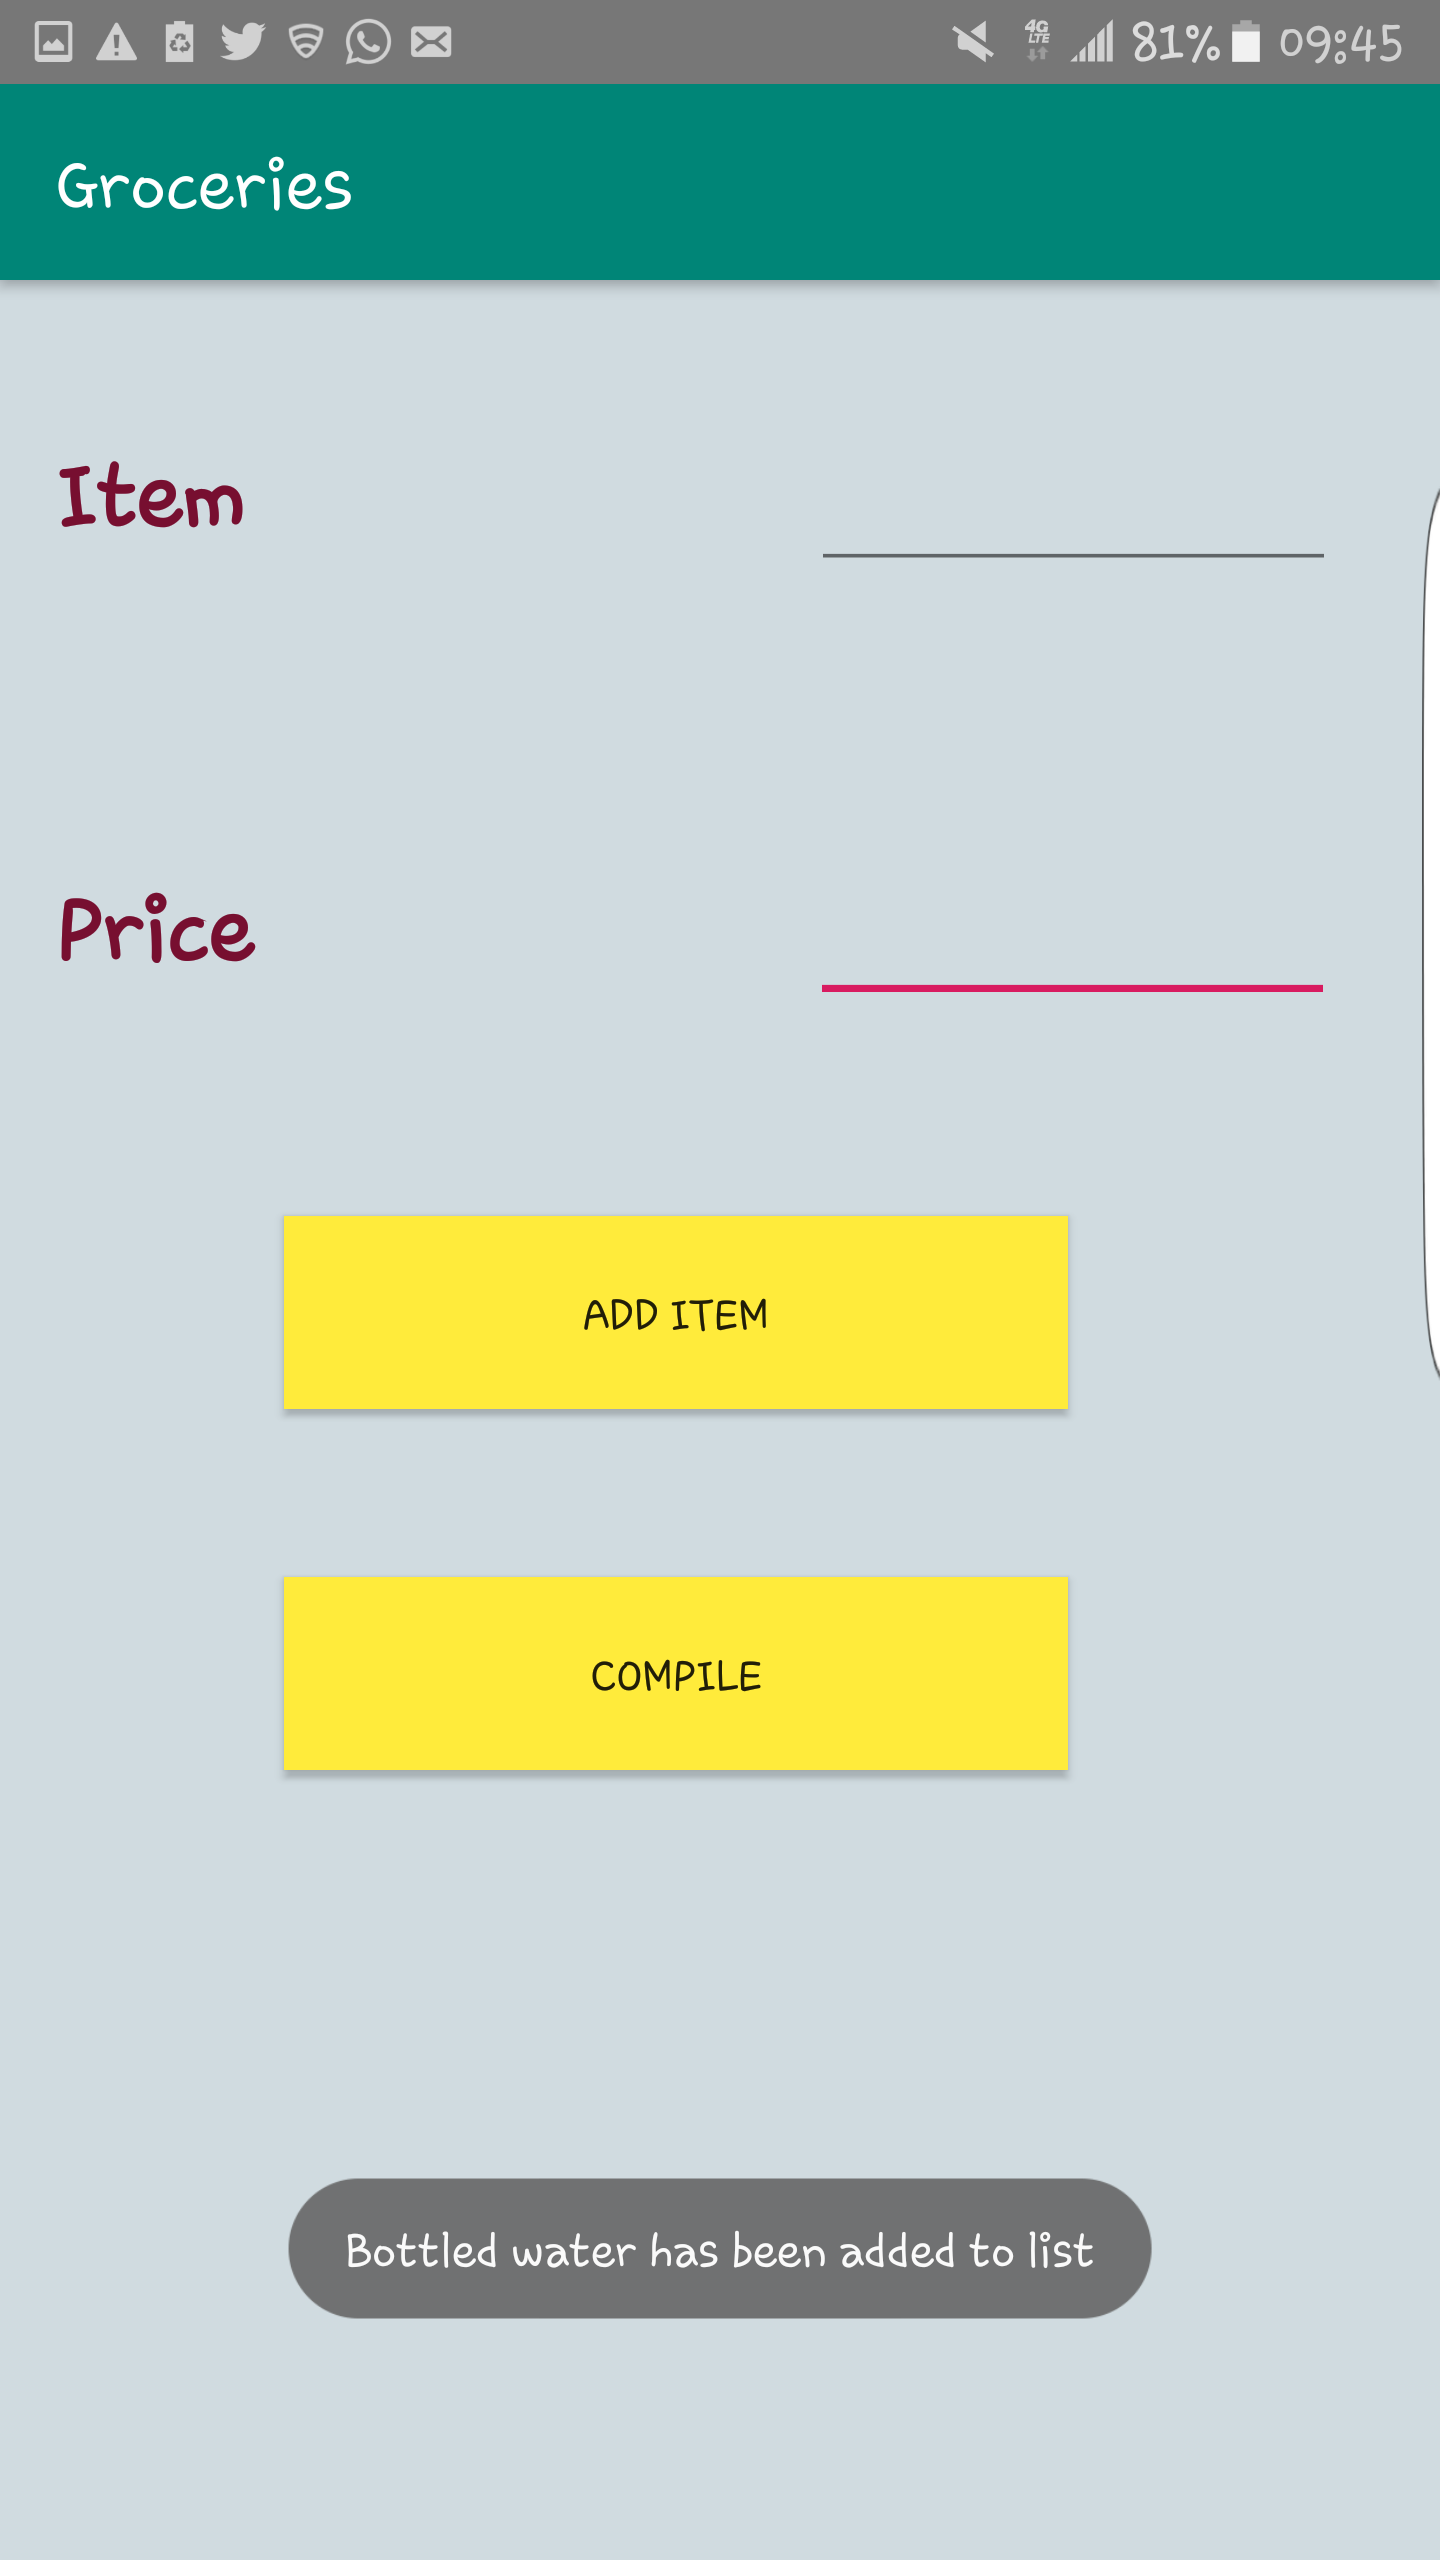 4G LTE 81% 09:45
Groceries
Item
Price
ADD ITEM
COMPILE
Bottled water has been added to list